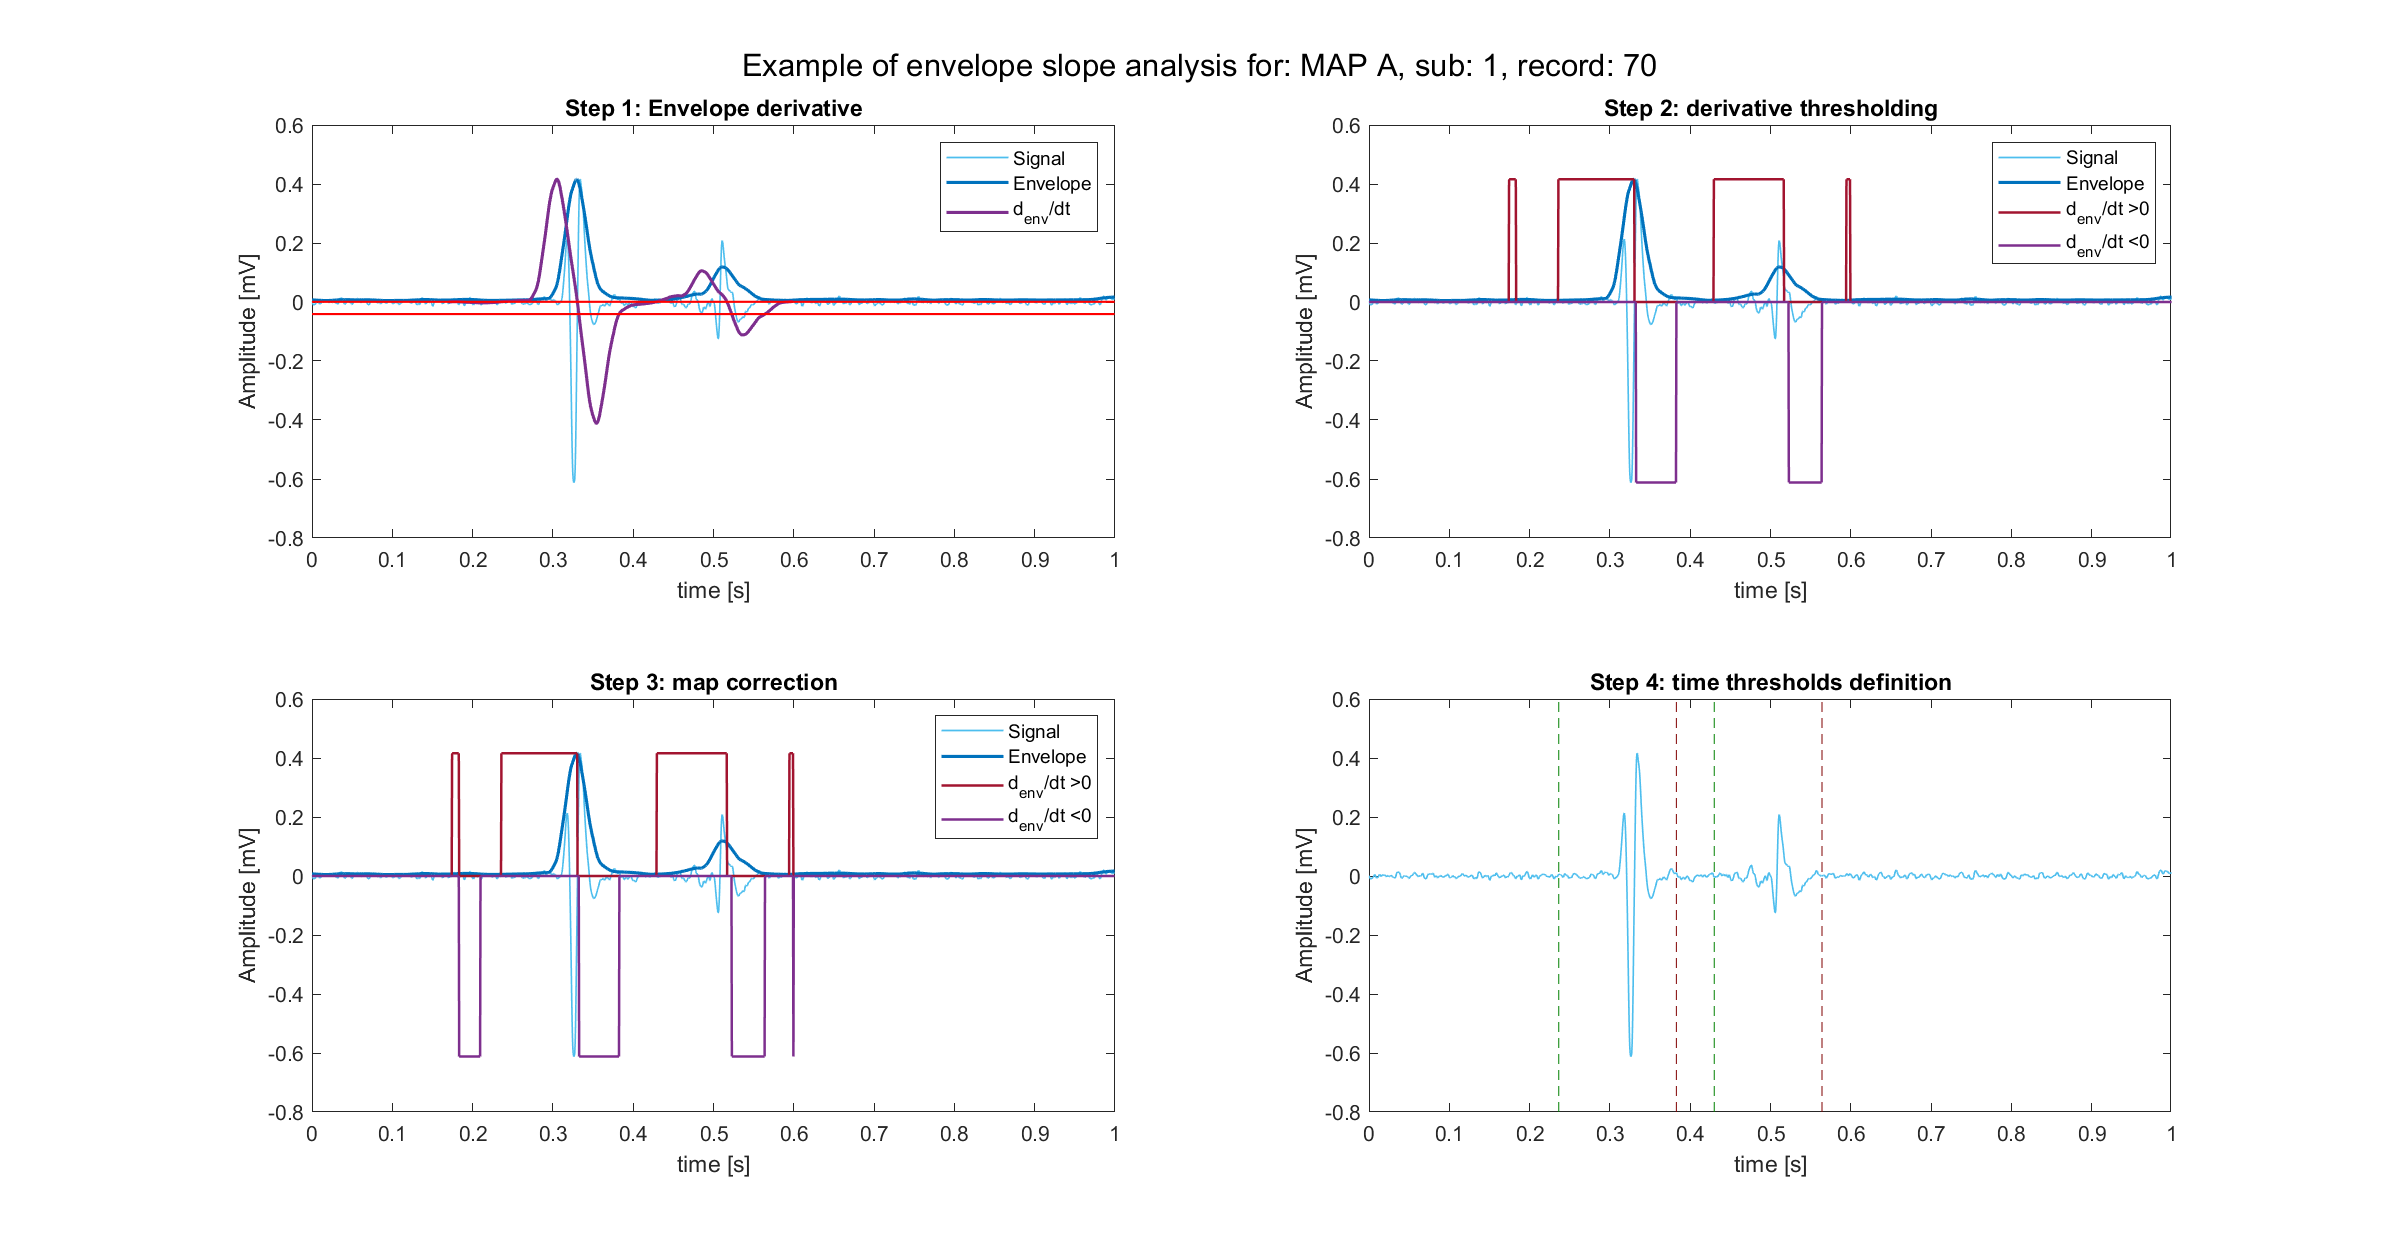 Example of envelope slope analysis for: MAP A, sub: 1, record: 70
Step 1: Envelope derivative
0.6
0.4
0.2
0
-0.2
-0.4
-0.6
-0.8
Amplitude [mV]
0 0.1 0.2 0.3 0.4 0.5 0.6 0.7 0.8 0.9 1
time [s]
Signal
Envelope
d_env/dt
Step 2: derivative thresholding
0.6
0.4
0.2
0
-0.2
-0.4
-0.6
-0.8
Amplitude [mV]
0 0.1 0.2 0.3 0.4 0.5 0.6 0.7 0.8 0.9 1
time [s]
Signal
Envelope
d_env/dt >0
d_env/dt <0
Step 3: map correction
0.6
0.4
0.2
0
-0.2
-0.4
-0.6
-0.8
Amplitude [mV]
0 0.1 0.2 0.3 0.4 0.5 0.6 0.7 0.8 0.9 1
time [s]
Signal
Envelope
d_env/dt >0
d_env/dt <0
Step 4: time thresholds definition
0.6
0.4
0.2
0
-0.2
-0.4
-0.6
-0.8
Amplitude [mV]
0 0.1 0.2 0.3 0.4 0.5 0.6 0.7 0.8 0.9 1
time [s]